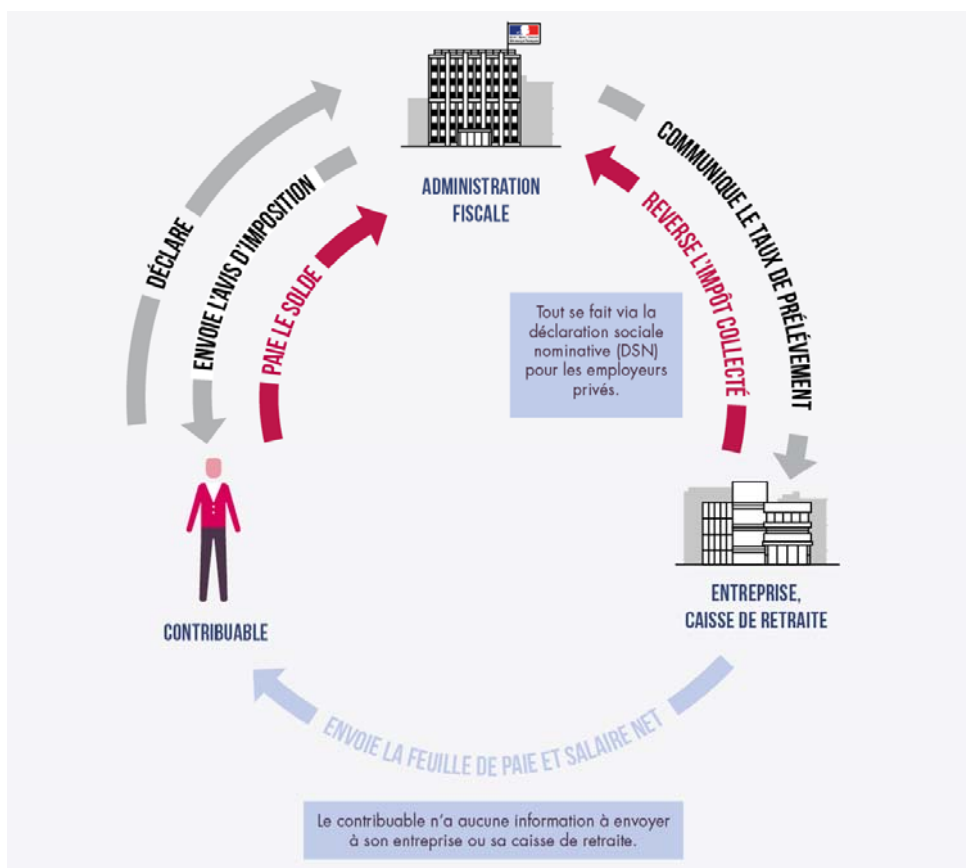 ADMINISTRATION
FISCALE
DÉCLARE
ENVOIE L'AVIS D'IMPOSITION
PAIE LE SOLDE
REVERSE L'IMPÔT COLLECTÉ
COMMUNIQUE LE TAUX DE PRÉLÉVEMENT
Tout se fait via la
déclaration sociale
nominative (DSN)
pour les employeurs
privés.
CONTRIBUABLE
ENTREPRISE,
CAISSE DE RETRAITE
ENVOIE LA FEUILLE DE PAIE ET SALAIRE NET
Le contribuable n'a aucune information à envoyer
à son entreprise ou sa caisse de retraite.